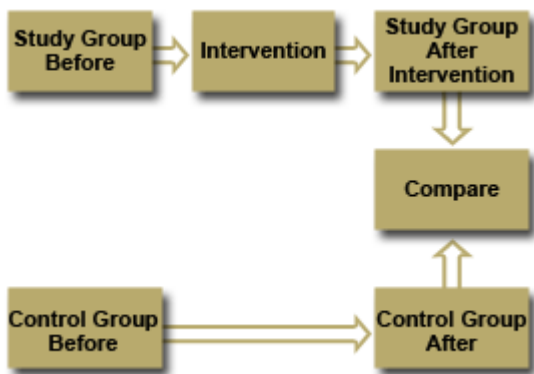 Study Group
Before
Intervention
Study Group
After
Intervention
Compare
Control Group
Before
Control Group
After